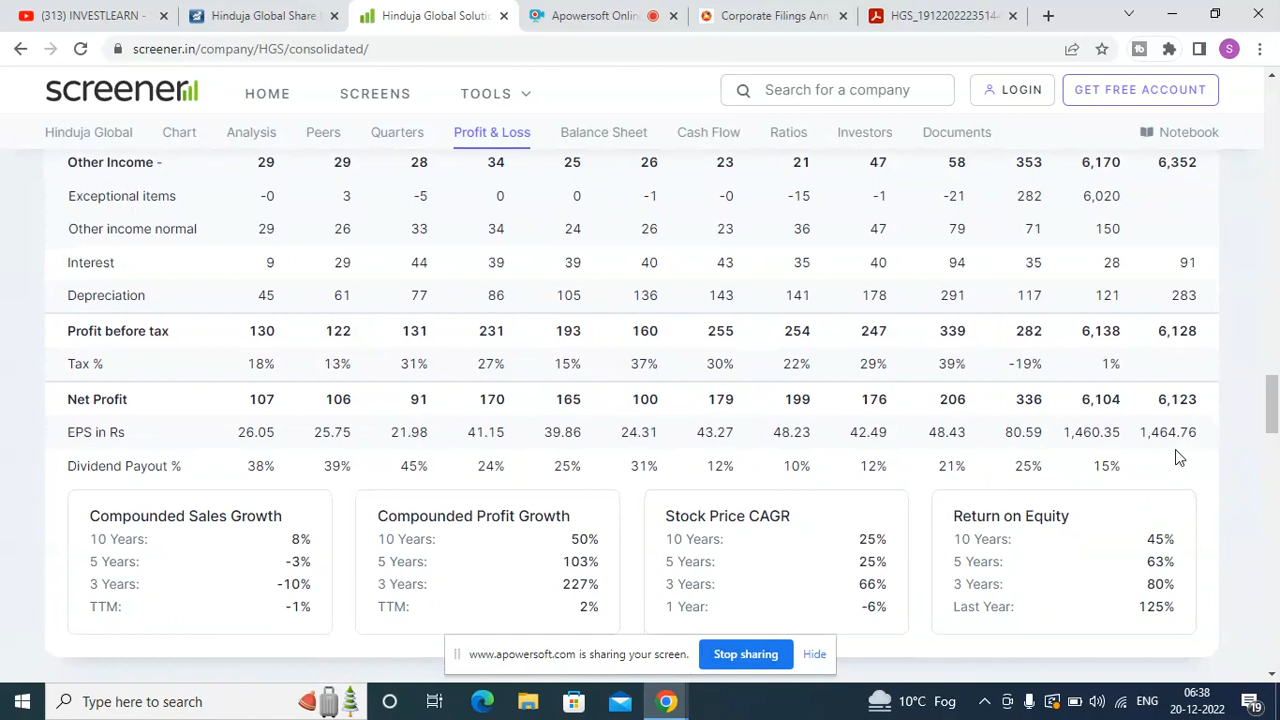 (313) INVESTLEARN - Hinduja Global Share Hinduja Global Soluti Apowersoft Onlin Corporate Filings Ann HGS_19122022235144
screener.in/company/HGS/consolidated/ S
screener HOME SCREENS TOOLS Search for a company LOGIN GET FREE ACCOUNT
Hinduja Global Chart Analysis Peers Quarters Profit & Loss Balance Sheet Cash Flow Ratios Investors Documents Notebook
Other Income - 29 29 28 34 25 26 23 21 47 58 353 6,170 6,352
Exceptional items -0 3 -5 0 0 -1 -0 -15 -1 -21 282 6,020
Other income normal 29 26 33 34 24 26 23 36 47 79 71 150
Interest 9 29 44 39 39 40 43 35 40 94 35 28 91
Depreciation 45 61 77 86 105 136 143 141 178 291 117 121 283
Profit before tax 130 122 131 231 193 160 255 254 247 339 282 6,138 6,128
Tax % 18% 13% 31% 27% 15% 37% 30% 22% 29% 39% -19% 1%
Net Profit 107 106 91 170 165 100 179 199 176 206 336 6,104 6,123
EPS in Rs 26.05 25.75 21.98 41.15 39.86 24.31 43.27 48.23 42.49 48.43 80.59 1,460.35 1,464.76
Dividend Payout % 38% 39% 45% 24% 25% 31% 12% 10% 12% 21% 25% 15%
Compounded Sales Growth Compounded Profit Growth Stock Price CAGR Return on Equity
10 Years: 8% 10 Years: 50% 10 Years: 25% 10 Years: 45%
5 Years: -3% 5 Years: 103% 5 Years: 25% 5 Years: 63%
3 Years: -10% 3 Years: 227% 3 Years: 66% 3 Years: 80%
TTM: -1% TTM: 2% 1 Year: -6% Last Year: 125%
www.apowersoft.com is sharing your screen. Stop sharing Hide
Type here to search 10°C Fog ENG 06:38
20-12-2022 19